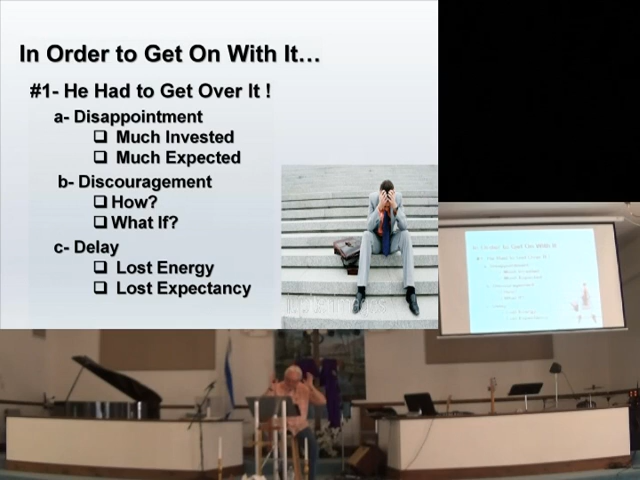 In Order to Get On With It…
#1- He Had to Get Over It !
a- Disappointment
❑ Much Invested
❑ Much Expected
b- Discouragement
❑ How?
❑ What If?
c- Delay
❑ Lost Energy
❑ Lost Expectancy